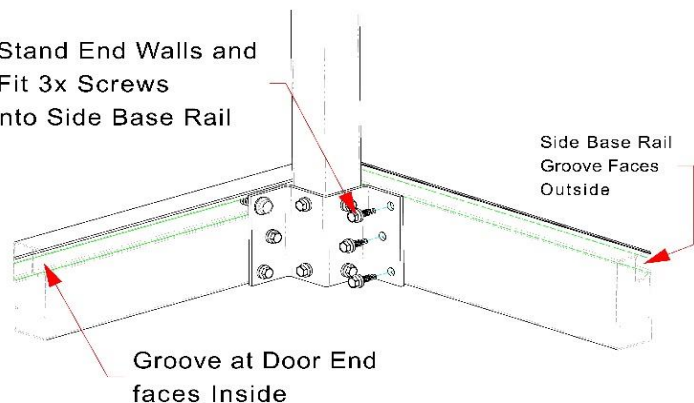 Stand End Walls and
Fit 3x Screws
nto Side Base Rail
Side Base Rail
Groove Faces
Outside
Groove at Door End
faces Inside